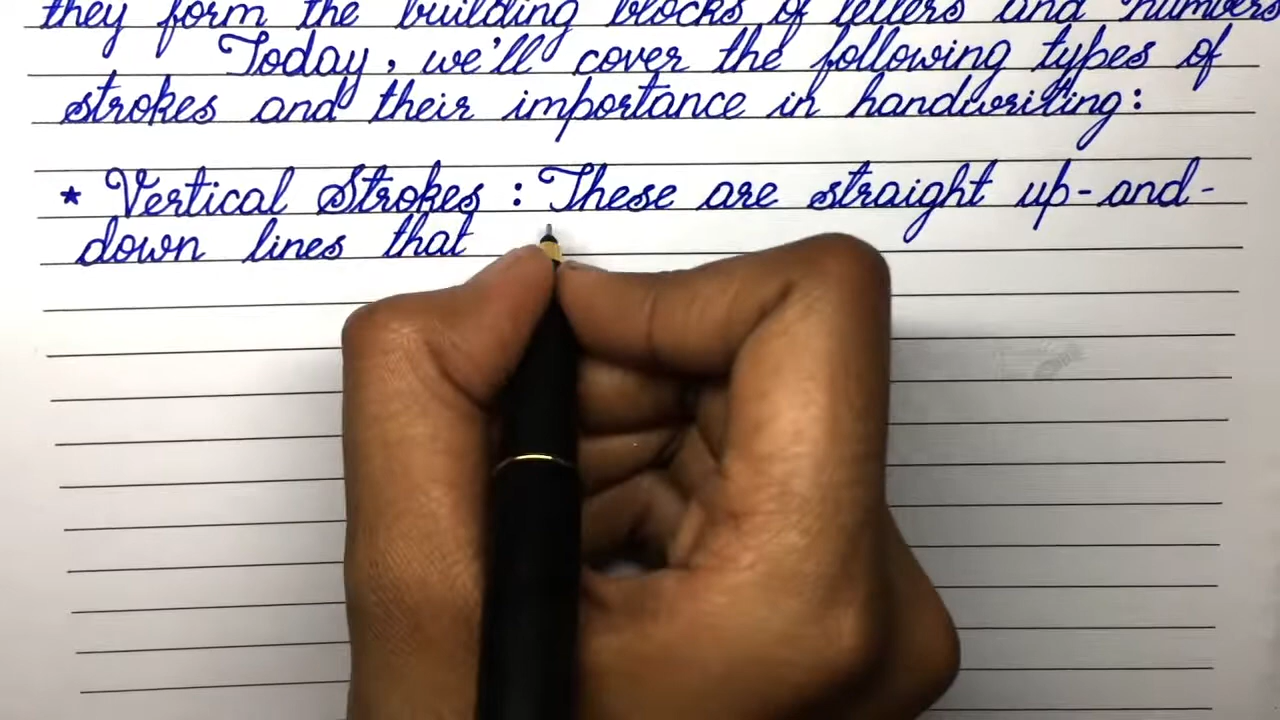 they form the building blocks of letters and numbers
Today, we'll cover the following types of
strokes and their importance in handwriting:
* Vertical Strokes : These are straight up-and-
down lines that